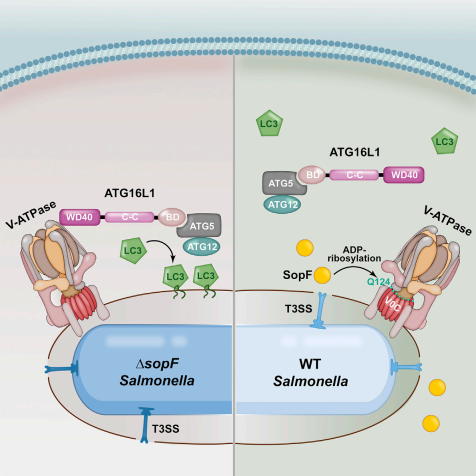 LC3
LC3
ATG16L1
BD
C-C
WD40
ATG5
ATG12
ATG16L1
V-ATPase
WD40
C-C
BD
ATG5
ATG12
LC3
LC3
LC3
V-ATPase
ADP-
ribosylation
SopF
Q124
V0C
T3SS
ΔsopF
Salmonella
WT
Salmonella
T3SS